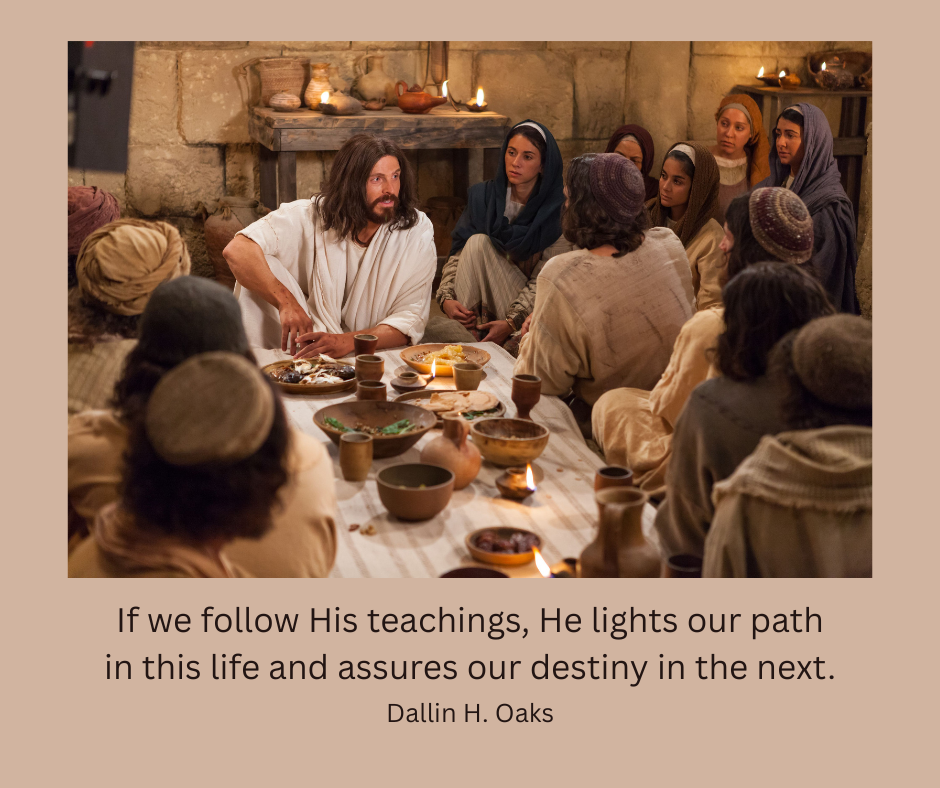 If we follow His teachings, He lights our path
in this life and assures our destiny in the next.
Dallin H. Oaks